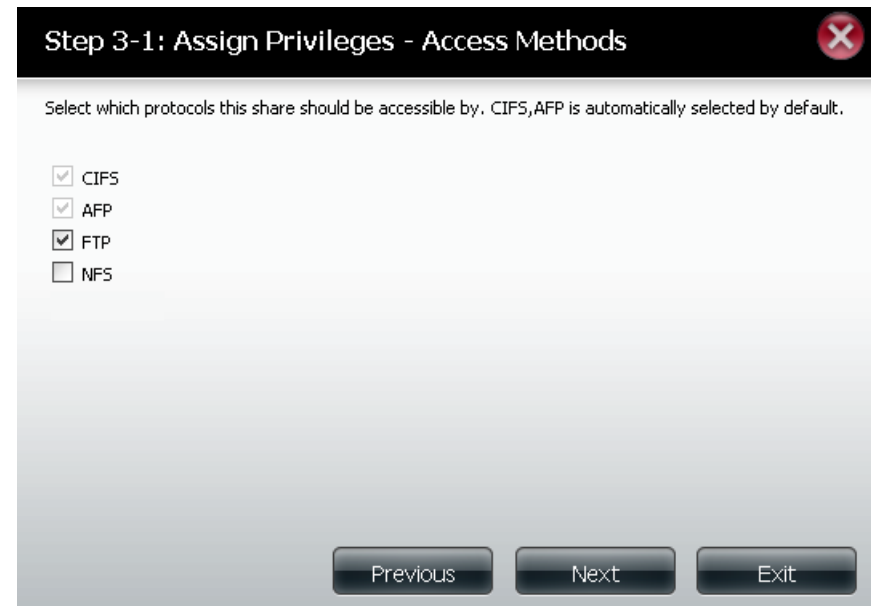 Step 3-1: Assign Privileges - Access Methods
Select which protocols this share should be accessible by. CIFS,AFP is automatically selected by default.
CIFS
AFP
FTP
NFS
Previous Next Exit